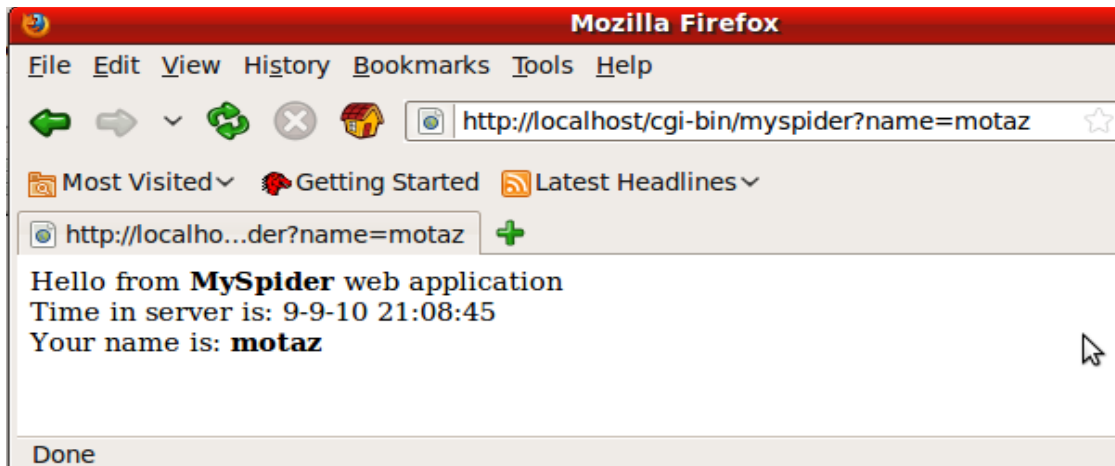 Mozilla Firefox
File Edit View History Bookmarks Tools Help
http://localhost/cgi-bin/myspider?name=motaz
Most Visited Getting Started Latest Headlines
http://localho...der?name=motaz
Hello from MySpider web application
Time in server is: 9-9-10 21:08:45
Your name is: motaz
Done